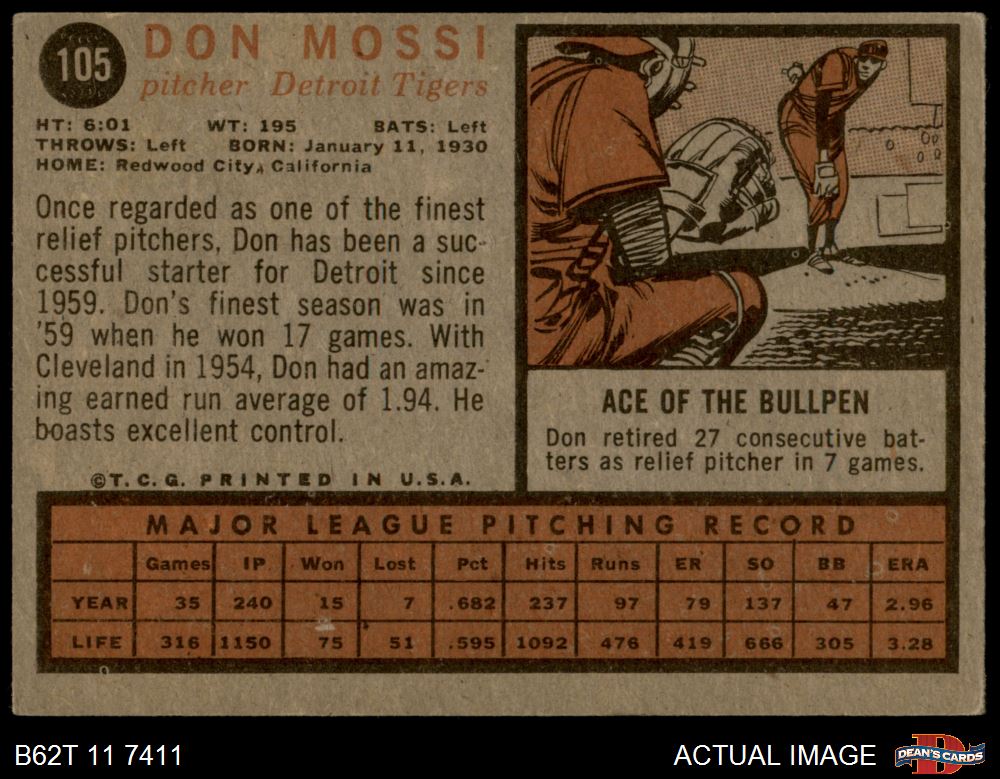 105
DON MOSSI
pitcher Detroit Tigers
HT: 6:01 WT: 195 BATS: Left
THROWS: Left BORN: January 11, 1930
HOME: Redwood City, California
Once regarded as one of the finest
relief pitchers, Don has been a suc-
cessful starter for Detroit since
1959. Don's finest season was in
'59 when he won 17 games. With
Cleveland in 1954, Don had an amaz-
ing earned run average of 1.94. He
boasts excellent control.
©T.C.G. PRINTED IN U.S.A.
ACE OF THE BULLPEN
Don retired 27 consecutive bat-
ters as relief pitcher in 7 games.
MAJOR LEAGUE PITCHING RECORD
Games IP Won Lost Pct Hits Runs ER SO BB ERA
YEAR 35 240 15 7 .682 237 97 79 137 47 2.96
LIFE 316 1150 75 51 .595 1092 476 419 666 305 3.28
B62T 11 7411
ACTUAL IMAGE
DEAN'S CARDS